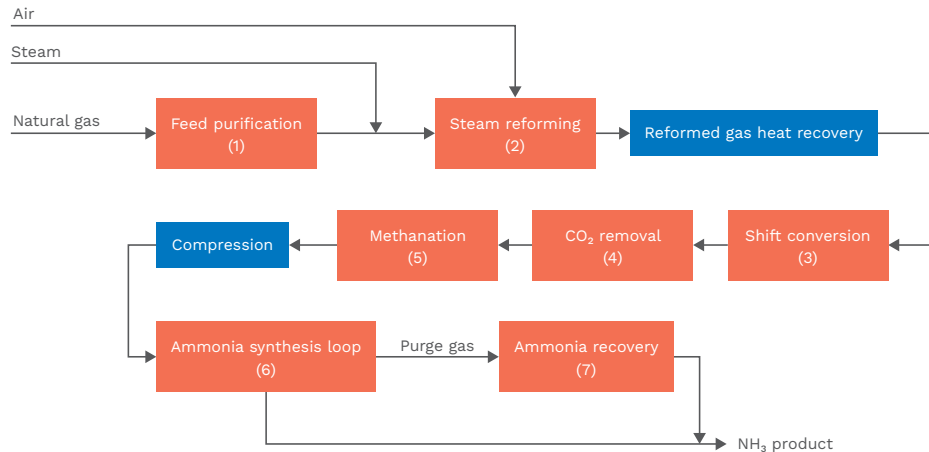 Air
Steam
Natural gas
Feed purification
(1)
Steam reforming
(2)
Reformed gas heat recovery
Compression
Methanation
(5)
CO₂ removal
(4)
Shift conversion
(3)
Ammonia synthesis loop
(6)
Purge gas
Ammonia recovery
(7)
NH₃ product